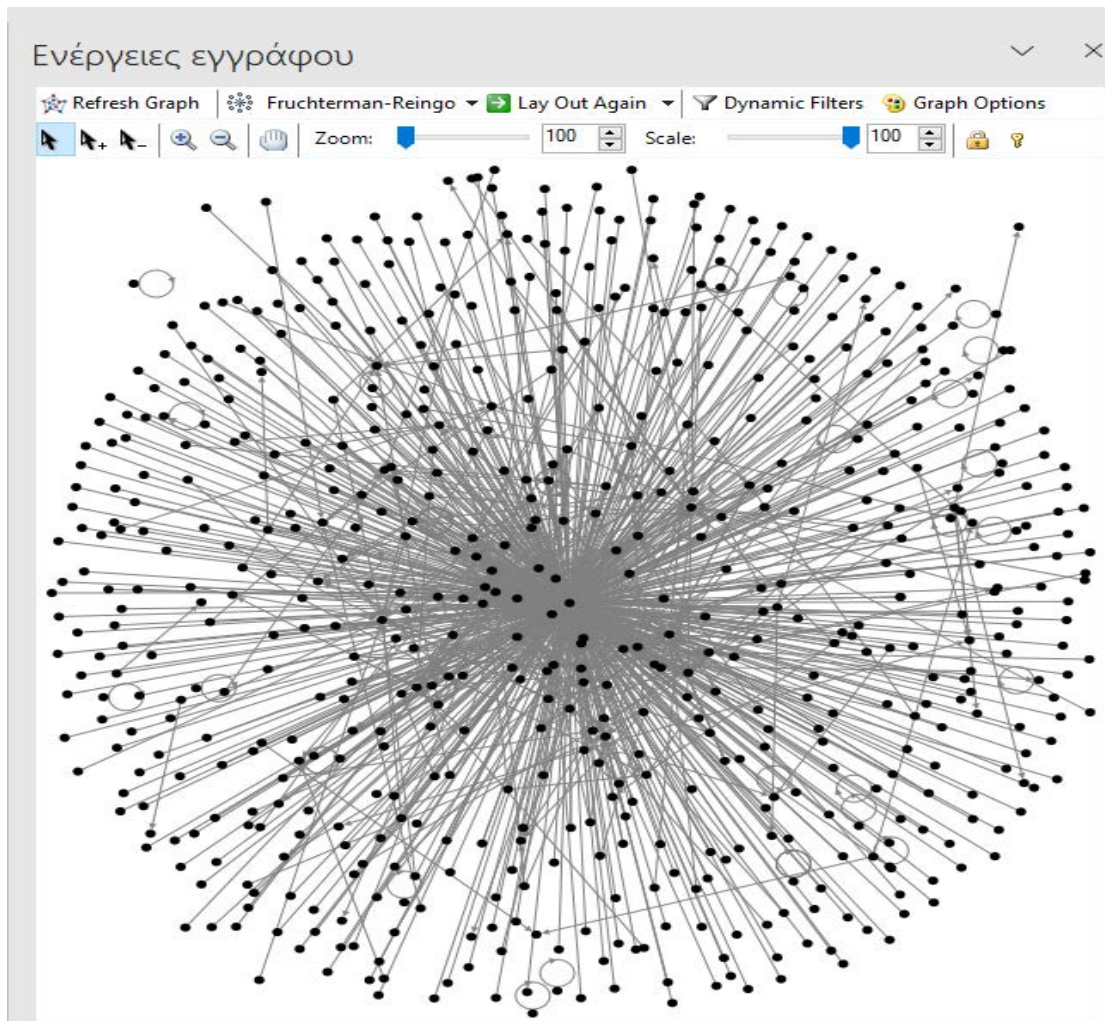 Ενέργειες εγγράφου
Refresh Graph Fruchterman-Reingo Lay Out Again Dynamic Filters Graph Options
Zoom: 100 Scale: 100